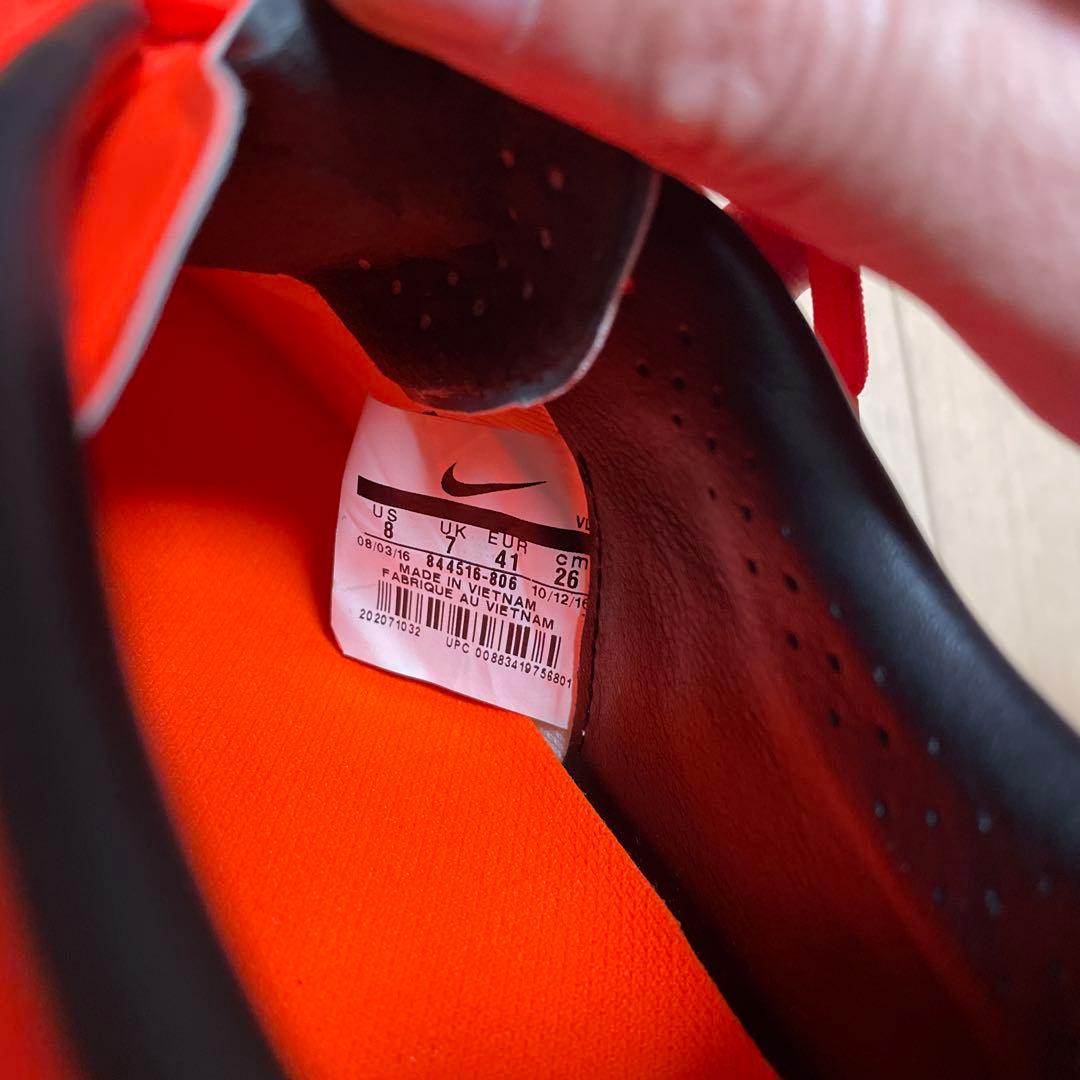 VL
US UK EUR cm
8 7 41 26
08/03/16 844516-806 10/12/16
MADE IN VIETNAM
FABRIQUE AU VIETNAM
202071032 UPC 00883419756801